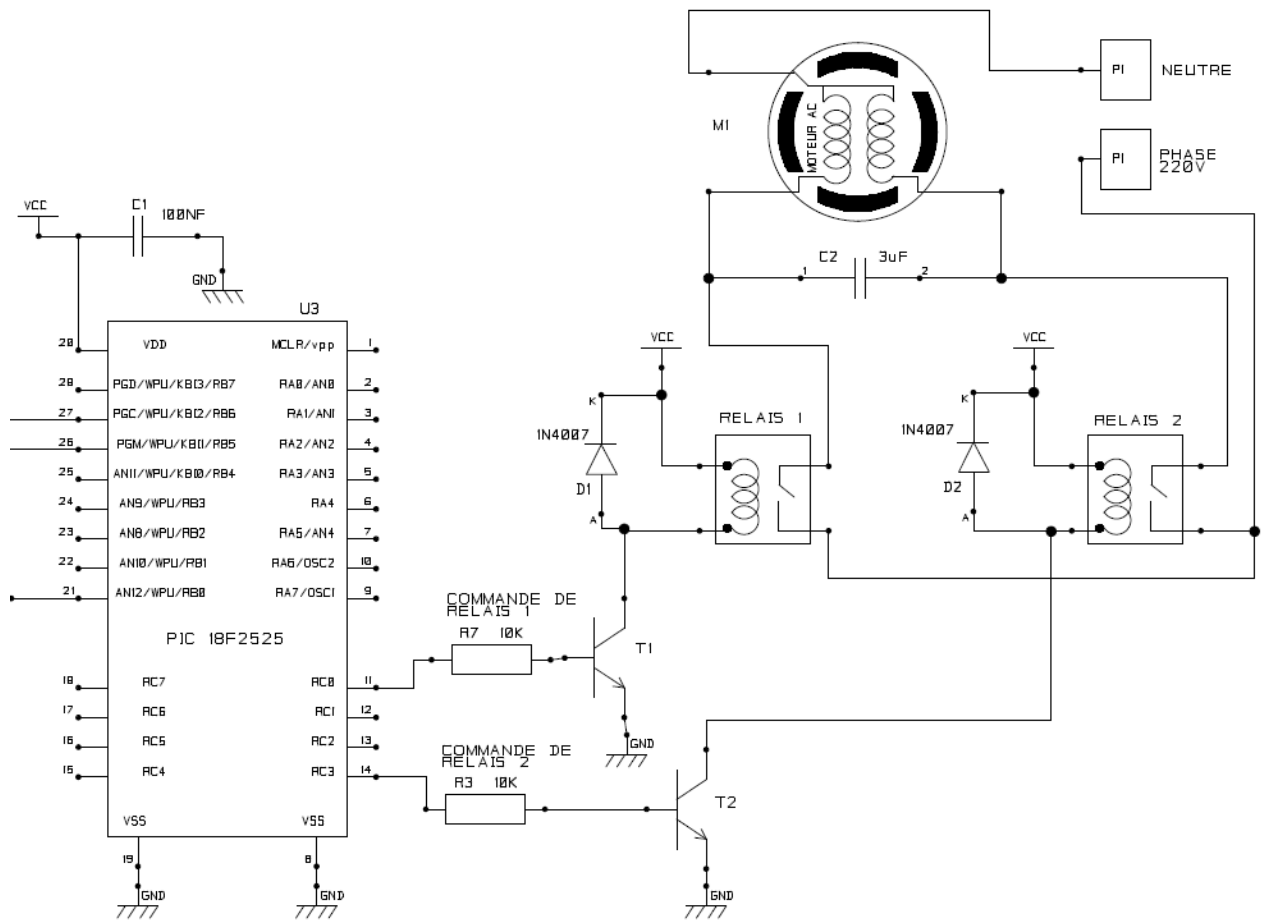 PI NEUTRE
M1
MOTEUR AC
PI PHASE
220V
VCC
C1
100NF
GND
C2 3uF
1 2
U3
20 VDD MCLR/vpp 1
28 PGD/WPU/KBI3/RB7 RA0/AN0 2
27 PGC/WPU/KBI2/RB6 RA1/AN1 3
26 PGM/WPU/KBI1/RB5 RA2/AN2 4
25 AN11/WPU/KBI0/RB4 RA3/AN3 5
24 AN9/WPU/RB3 RA4 6
23 AN8/WPU/RB2 RA5/AN4 7
22 AN10/WPU/RB1 RA6/OSC2 10
21 AN12/WPU/RB0 RA7/OSC1 9
PIC 18F2525
18 RC7 RC0 11
17 RC6 RC1 12
16 RC5 RC2 13
15 RC4 RC3 14
VSS VSS
19 8
GND GND
VCC
K
1N4007
D1
A
RELAIS 1
VCC
K
1N4007
D2
A
RELAIS 2
COMMANDE DE
RELAIS 1
R7 10K
T1
GND
COMMANDE DE
RELAIS 2
R3 10K
T2
GND